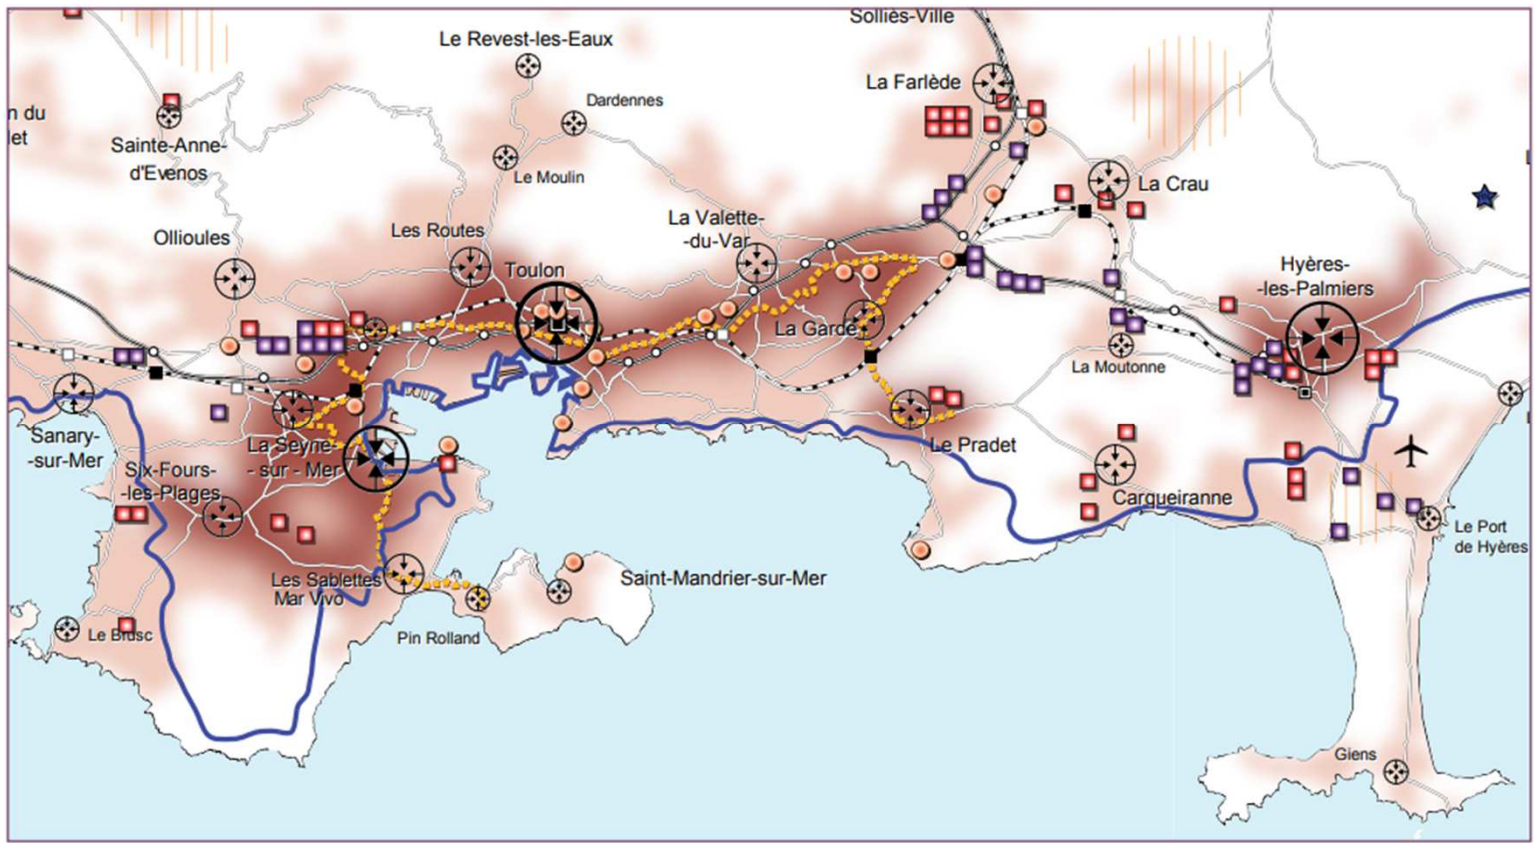 Solliès-Ville
Le Revest-les-Eaux
La Farlède
Dardennes
n du
let
Sainte-Anne-
d'Evenos
Le Moulin
La Crau
Les Routes
La Valette-
-du-Var
Ollioules
Toulon
Hyères-
-les-Palmiers
La Garde
La Moutonne
Sanary-
-sur-Mer
La Seyne-
- sur - Mer
Le Pradet
Six-Fours-
-les-Plages
Carqueiranne
Le Port
de Hyères
Les Sablettes
Mar Vivo
Saint-Mandrier-sur-Mer
Le Brusc
Pin Rolland
Giens